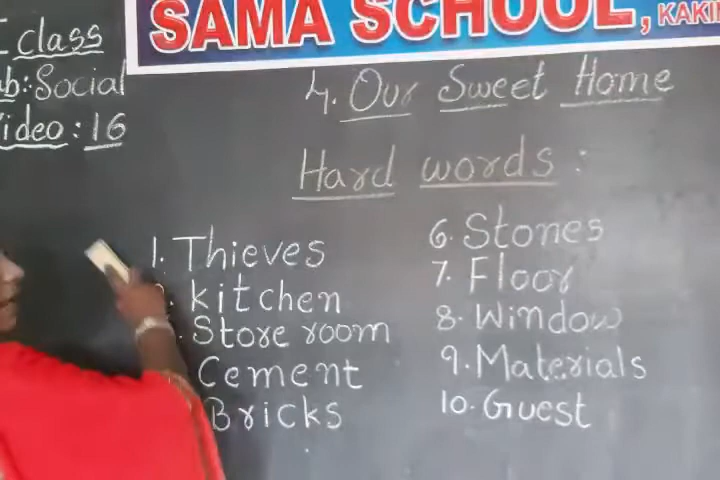 SAMA SCHOOL,
class
Social
Video: 16
4. Our Sweet Home
Hard words:
1. Thieves
kitchen
Store room
Cement
Bricks
6. Stones
7. Floor
8. Window
9. Materials
10. Guest